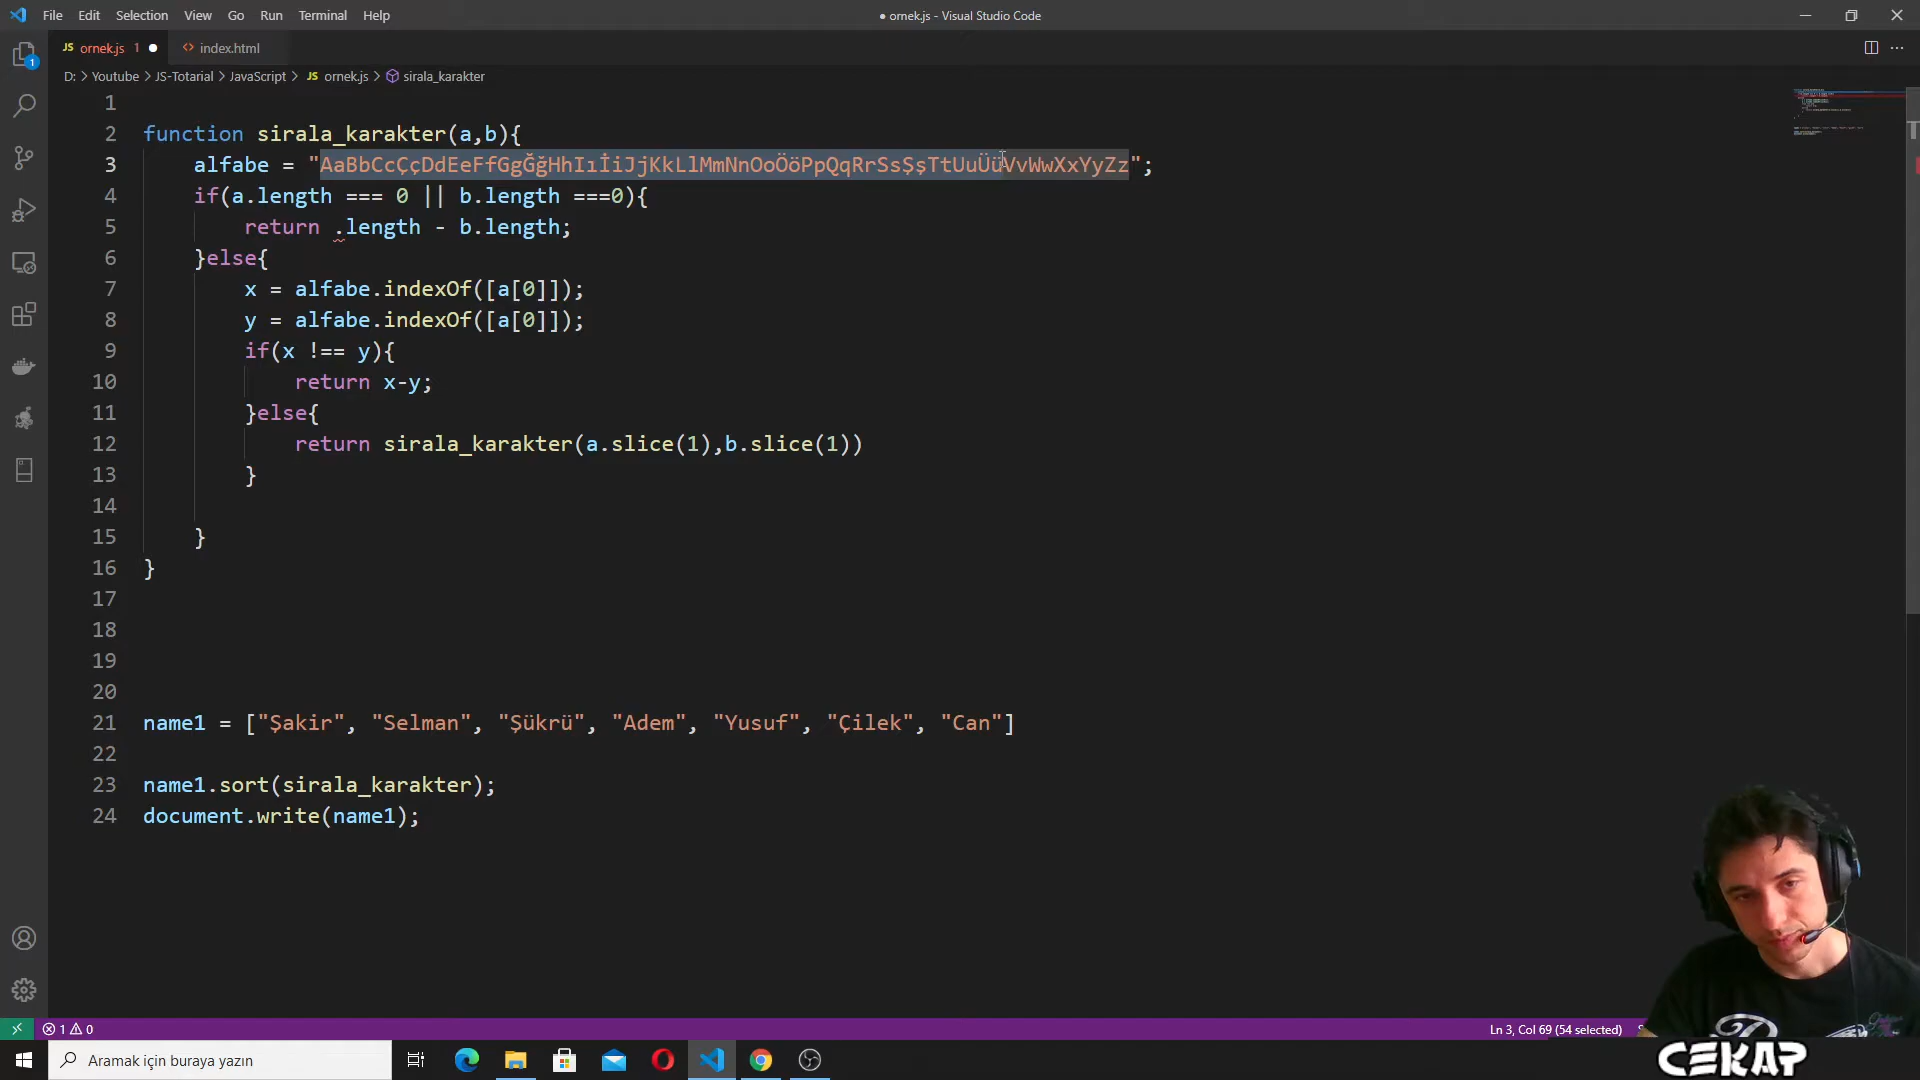 File Edit Selection View Go Run Terminal Help
● ornek.js - Visual Studio Code
JS ornek.js 1 ● <> index.html
D: > Youtube > JS-Totarial > JavaScript > JS ornek.js > sirala_karakter
1
2 function sirala_karakter(a,b){
3 alfabe = "AaBbCcÇçDdEeFfGgĞğHhIıİiJjKkLlMmNnOoÖöPpQqRrSsŞşTtUuÜüVvWwXxYyZz";
4 if(a.length === 0 || b.length ===0){
5 return .length - b.length;
6 }else{
7 x = alfabe.indexOf([a[0]]);
8 y = alfabe.indexOf([a[0]]);
9 if(x !== y){
10 return x-y;
11 }else{
12 return sirala_karakter(a.slice(1),b.slice(1))
13 }
14
15 }
16 }
17
18
19
20
21 name1 = ["Şakir", "Selman", "Şükrü", "Adem", "Yusuf", "Çilek", "Can"]
22
23 name1.sort(sirala_karakter);
24 document.write(name1);
1
1 0
Ln 3, Col 69 (54 selected)
Aramak için buraya yazın
CEKAP